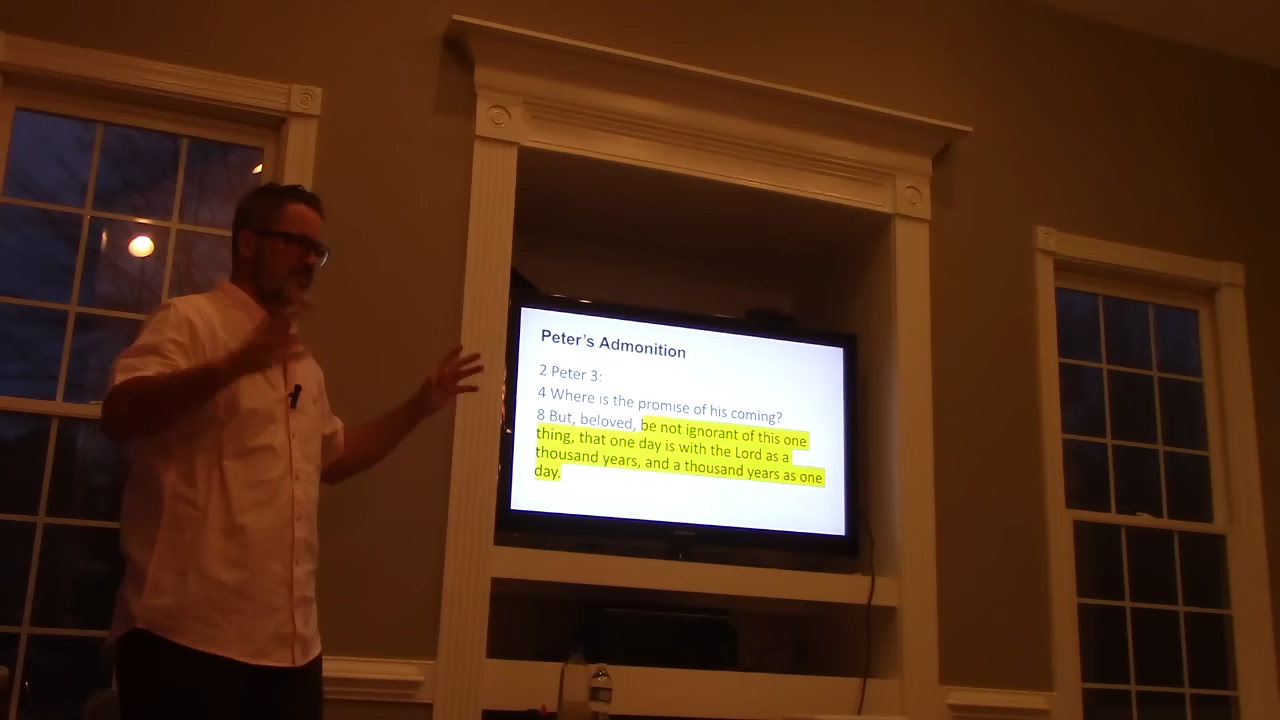 Peter's Admonition
2 Peter 3:
4 Where is the promise of his coming?
8 But, beloved, be not ignorant of this one
thing, that one day is with the Lord as a
thousand years, and a thousand years as one
day.